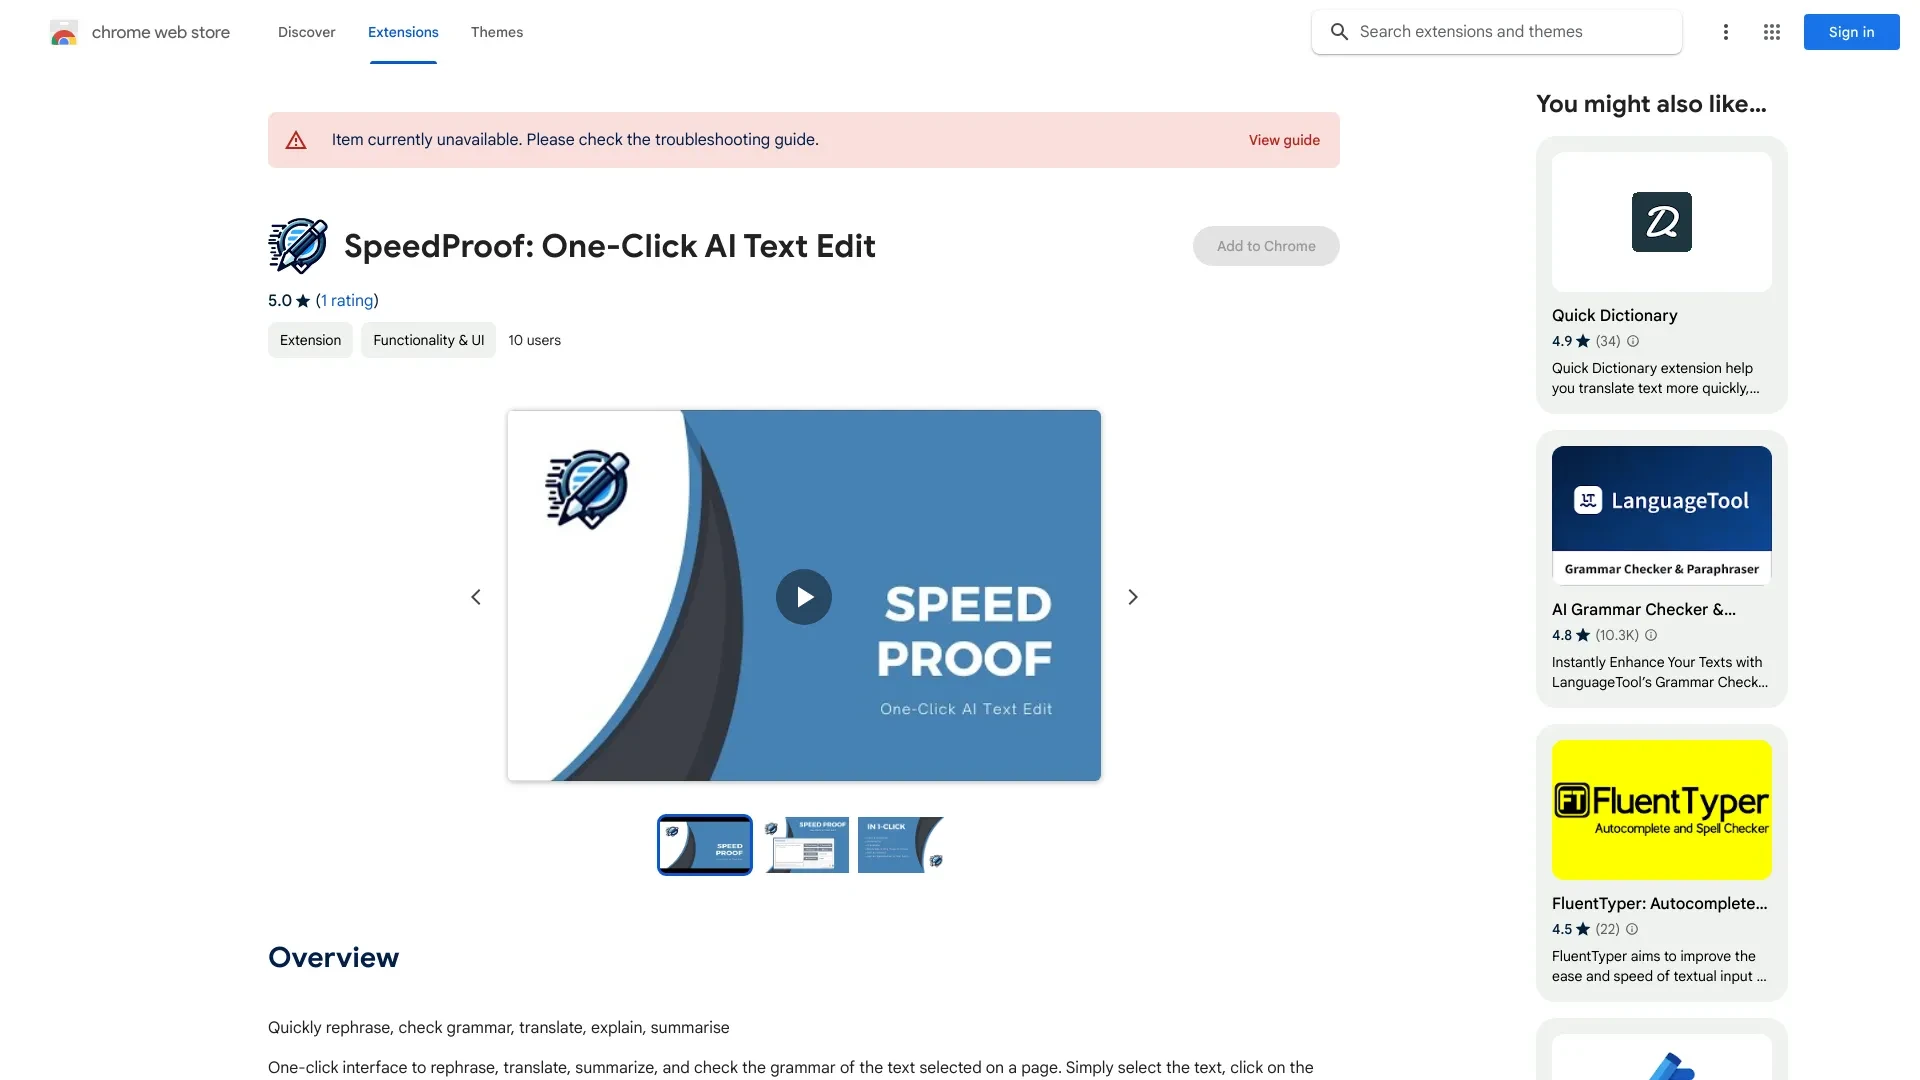 chrome web store
Discover
Extensions
Themes
Search extensions and themes
Sign in
Item currently unavailable. Please check the troubleshooting guide.
View guide
SpeedProof: One-Click AI Text Edit
Add to Chrome
5.0 ★ (1 rating)
Extension
Functionality & UI
10 users
SPEED
PROOF
One-Click AI Text Edit
SPEED
PROOF
SPEED PROOF
IN 1-CLICK
Overview
Quickly rephrase, check grammar, translate, explain, summarise
One-click interface to rephrase, translate, summarize, and check the grammar of the text selected on a page. Simply select the text, click on the
You might also like...
Quick Dictionary
4.9 ★ (34)
Quick Dictionary extension help
you translate text more quickly,...
LT
LanguageTool
Grammar Checker & Paraphraser
AI Grammar Checker &...
4.8 ★ (10.3K)
Instantly Enhance Your Texts with
LanguageTool's Grammar Check...
FT FluentTyper
Autocomplete and Spell Checker
FluentTyper: Autocomplete...
4.5 ★ (22)
FluentTyper aims to improve the
ease and speed of textual input ...